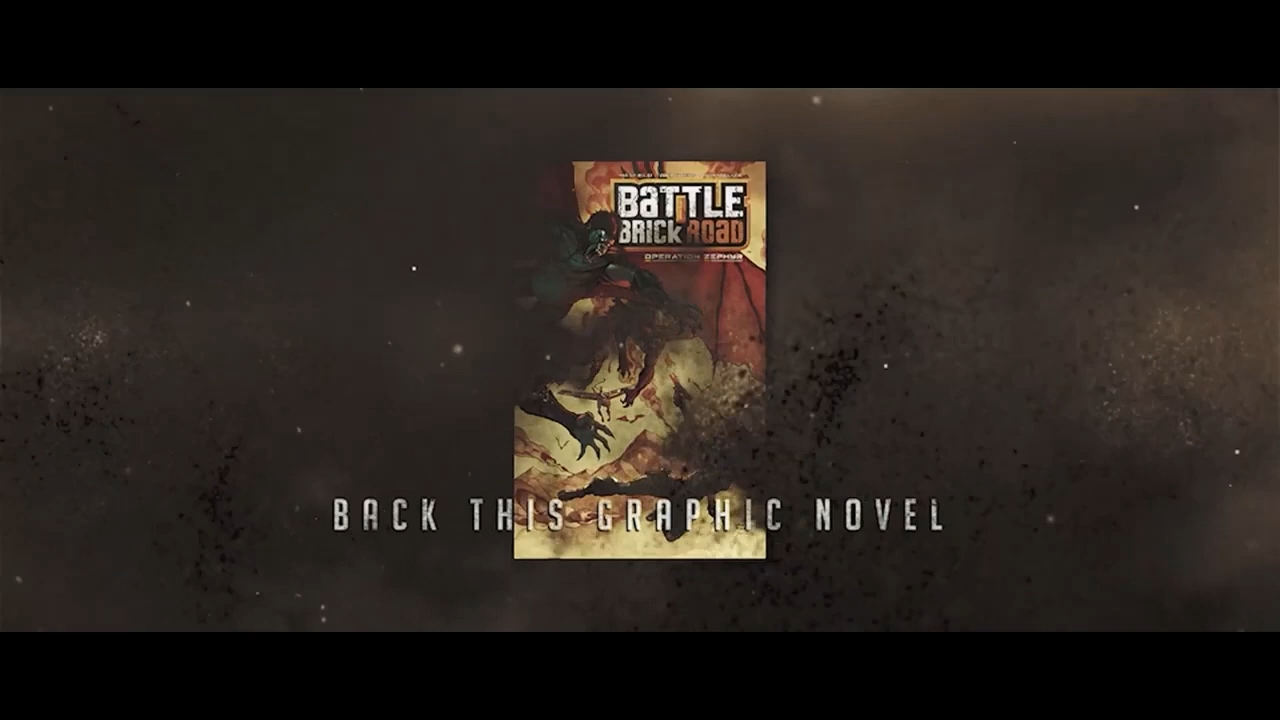 BATTLE
BRICK ROAD
OPERATION ZEPHYR
BACK THIS GRAPHIC NOVEL